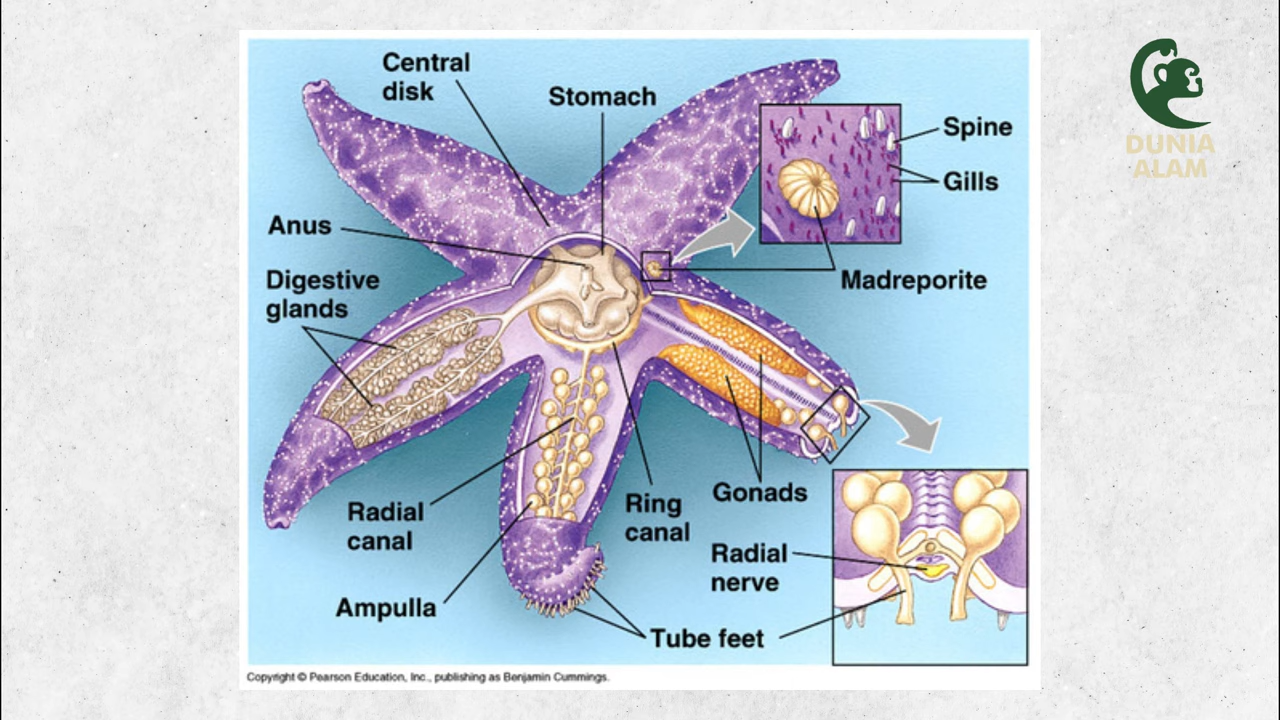 Central
disk
Stomach
Spine
Gills
Anus
Digestive
glands
Madreporite
Radial
canal
Ring
canal
Gonads
Radial
nerve
Ampulla
Tube feet
Copyright © Pearson Education, Inc., publishing as Benjamin Cummings.
DUNIA
ALAM